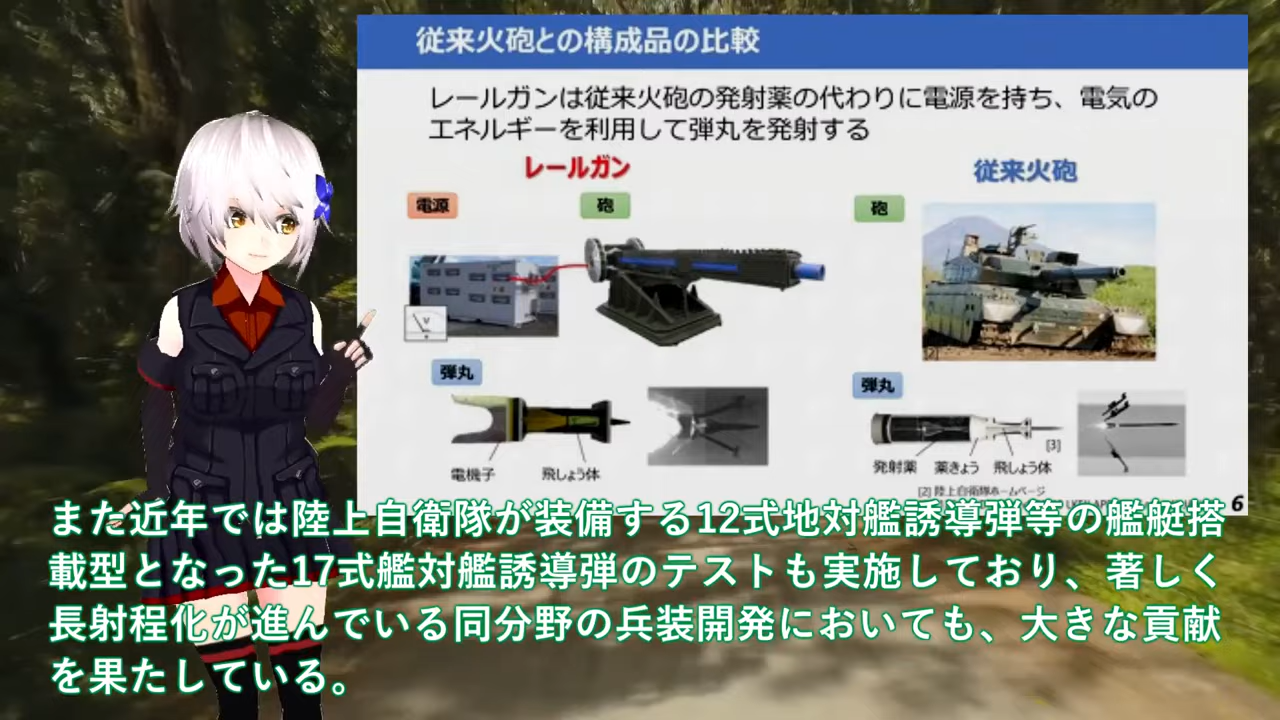 従来火砲との構成品の比較
レールガンは従来火砲の発射薬の代わりに電源を持ち、電気の
エネルギーを利用して弾丸を発射する
レールガン
従来火砲
電源
砲
砲
V
[2]
弾丸
弾丸
電機子
飛しょう体
発射薬
薬きょう
飛しょう体
[3]
[2] 陸上自衛隊ホームページ
6
また近年では陸上自衛隊が装備する12式地対艦誘導弾等の艦艇搭
載型となった17式艦対艦誘導弾のテストも実施しており、著しく
長射程化が進んでいる同分野の兵装開発においても、大きな貢献
を果たしている。